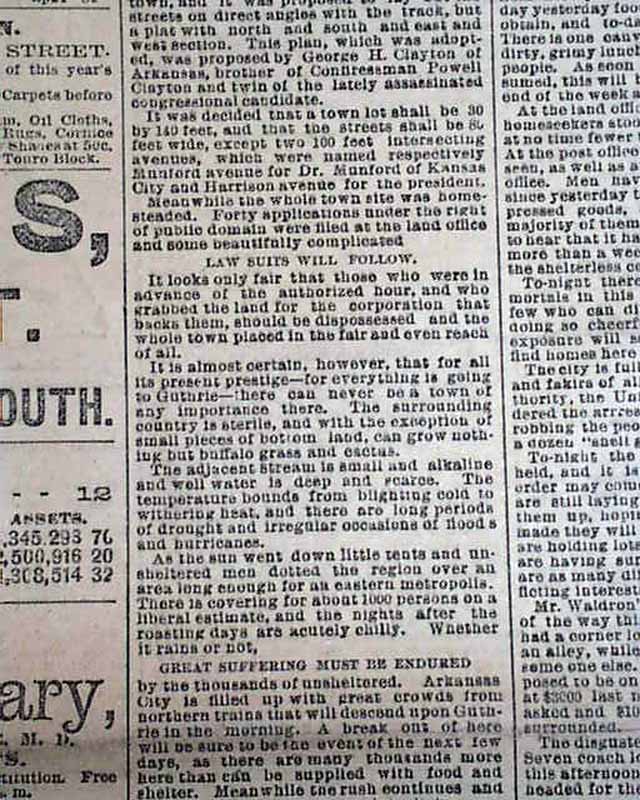 N.
STREET.
of this year's
Carpets before
Oil Cloths,
Rugs, Cornice
Shades at 50c.
Touro Block.
S,
T.
OUTH.
- - 12
ASSETS.
,345,293 76
2,500,916 20
1,308,514 32
ary,
M. D.
Free
streets on direct angles with the track, but
a plat with north and south and east and
west section. This plan, which was adopt-
ed, was proposed by George H. Clayton of
Arkansas, brother of Confressman Powell
Clayton and twin of the lately assassinated
congressional candidate.
It was decided that a town lot shall be 30
by 140 feet, and that the streets shall be 80
feet wide, except two 100 feet intersecting
avenues, which were named respectively
Munford avenue for Dr. Munford of Kansas
City and Harrison avenue for the president.
Meanwhile the whole town site was home-
steaded. Forty applications under the right
of public domain were filed at the land office
and some beautifully complicated
LAW SUITS WILL FOLLOW.
It looks only fair that those who were in
advance of the authorized hour, and who
grabbed the land for the corporation that
backs them, should be dispossessed and the
whole town placed in the fair and even reach
of all.
It is almost certain, however, that for all
its present prestige—for everything is going
to Guthrie—there can never be a town of
any importance there. The surrounding
country is sterile, and with the exception of
small pieces of bottom land, can grow noth-
ing but buffalo grass and cactus.
The adjacent stream is small and alkaline
and well water is deep and scarce. The
temperature bounds from blighting cold to
withering heat, and there are long periods
of drought and irregular occasions of floods
and hurricanes.
As the sun went down little tents and un-
sheltered men dotted the region over an
area long enough for an eastern metropolis.
There is covering for about 1000 persons on a
liberal estimate, and the nights after the
roasting days are acutely chilly. Whether
it rains or not,
GREAT SUFFERING MUST BE ENDURED
by the thousands of unsheltered. Arkansas
City is filled up with great crowds from
northern trains that will descend upon Guth-
rie in the morning. A break out of here
will be sure to be the event of the next few
days, as there are many thousands more
here than can be supplied with food and
shelter. Meanwhile the rush continues and
day yesterday
obtain, and
There is one
dirty, grimy
people. As soon
sumed, this will
end of the week
At the land
homeseekers stood
at no time fewer
At the post office
seen, as well as
office. Men
since yesterday
pressed goods,
majority of them
to hear that it
more than a
the shelterless
To-night there
mortals in this
few who can
doing so
exposure will
find homes here
The city is full
and fakirs of
thority, the
dered the
robbing the
a dozen "shell
To-night the
held, and it is
order may come
are still laying
them up,
made they will
are holding
are having
are as many
flicting
Mr. Waldron
of the way
had a corner
an alley, while
some one else.
posed to be on
at $3000 last
asked and
surrounded.
The
Seven coach
this afternoon
headed for the